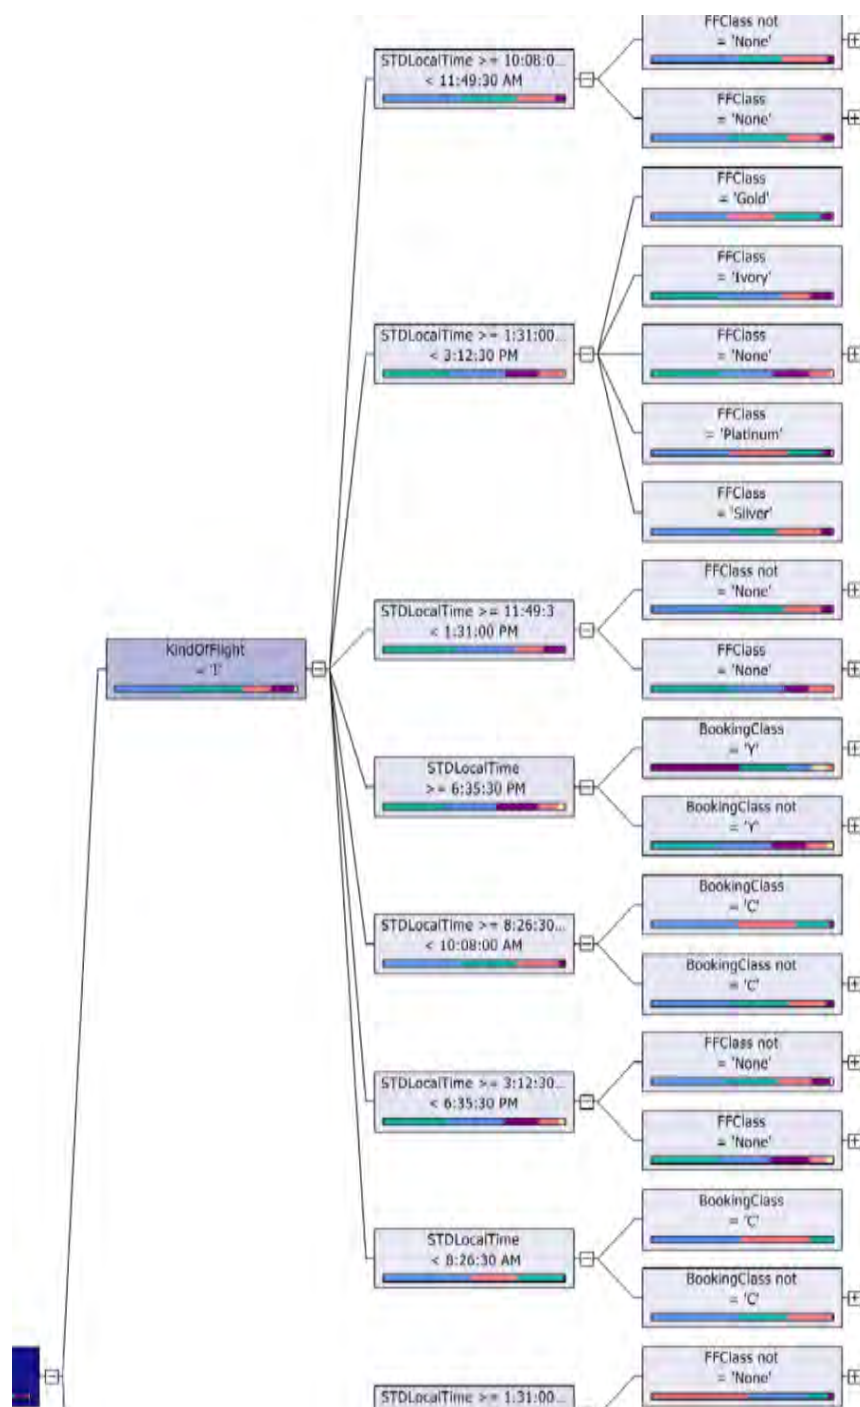 FFClass not
= 'None'
STDLocalTime >= 10:08:0...
< 11:49:30 AM
FFClass
= 'None'
FFClass
= 'Gold'
FFClass
= 'Ivory'
STDLocalTime >= 1:31:00...
< 3:12:30 PM
FFClass
= 'None'
FFClass
= 'Platinum'
FFClass
= 'Silver'
FFClass not
= 'None'
STDLocalTime >= 11:49:3
< 1:31:00 PM
KindOfFlight
= 'I'
FFClass
= 'None'
BookingClass
= 'Y'
STDLocalTime
>= 6:35:30 PM
BookingClass not
= 'Y'
BookingClass
= 'C'
STDLocalTime >= 8:26:30...
< 10:08:00 AM
BookingClass not
= 'C'
FFClass not
= 'None'
STDLocalTime >= 3:12:30...
< 6:35:30 PM
FFClass
= 'None'
BookingClass
= 'C'
STDLocalTime
< 8:26:30 AM
BookingClass not
= 'C'
FFClass not
= 'None'
STDLocalTime >= 1:31:00...